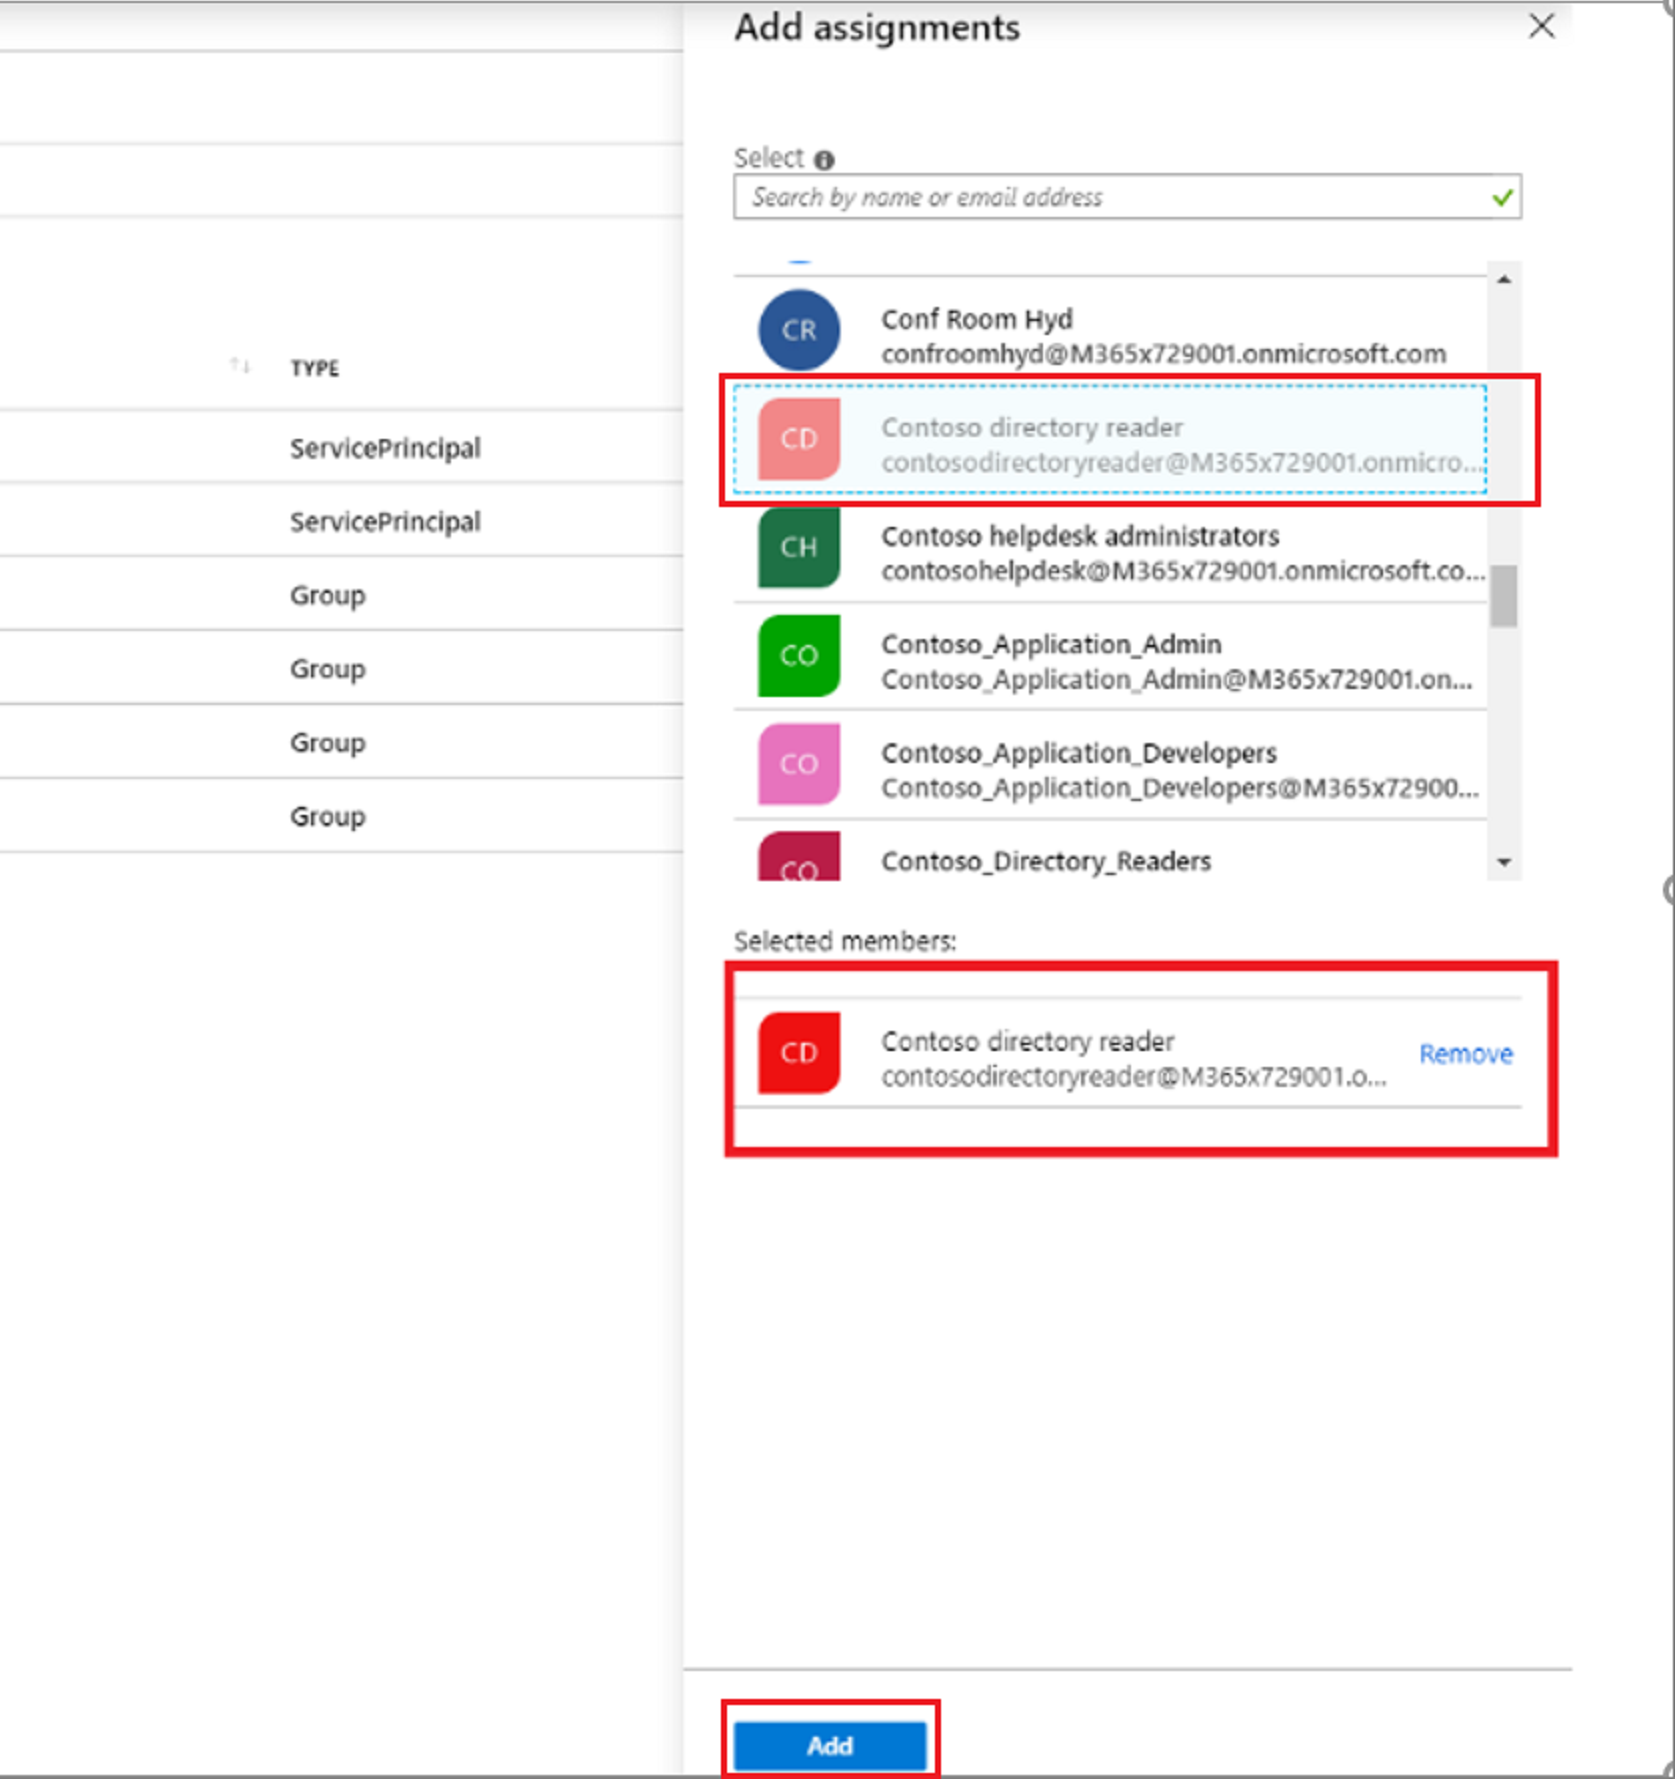 Add assignments
Select
Search by name or email address
CR
Conf Room Hyd
confroomhyd@M365x729001.onmicrosoft.com
TYPE
CD
Contoso directory reader
contosodirectoryreader@M365x729001.onmicro...
ServicePrincipal
ServicePrincipal
CH
Contoso helpdesk administrators
contosohelpdesk@M365x729001.onmicrosoft.co...
Group
CO
Contoso_Application_Admin
Contoso_Application_Admin@M365x729001.on...
Group
CO
Contoso_Application_Developers
Contoso_Application_Developers@M365x72900...
Group
Group
CO
Contoso_Directory_Readers
Selected members:
CD
Contoso directory reader
contosodirectoryreader@M365x729001.o...
Remove
Add